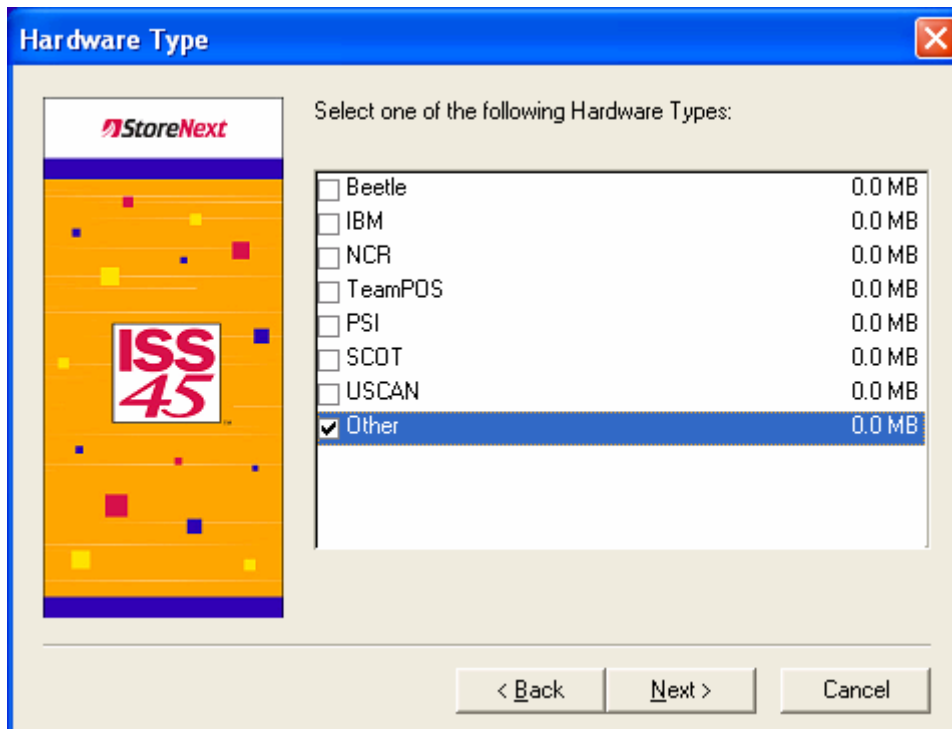 Hardware Type
StoreNext
Select one of the following Hardware Types:
Beetle 0.0 MB
IBM 0.0 MB
NCR 0.0 MB
TeamPOS 0.0 MB
PSI 0.0 MB
SCOT 0.0 MB
USCAN 0.0 MB
Other 0.0 MB
ISS
45
™
< Back Next > Cancel